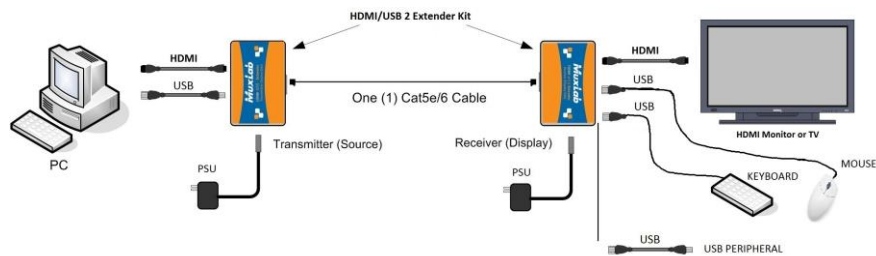 HDMI/USB 2 Extender Kit
HDMI
USB
MuxLab
One (1) Cat5e/6 Cable
MuxLab
HDMI
USB
USB
HDMI Monitor or TV
PC
Transmitter (Source)
PSU
Receiver (Display)
PSU
KEYBOARD
MOUSE
USB
USB PERIPHERAL